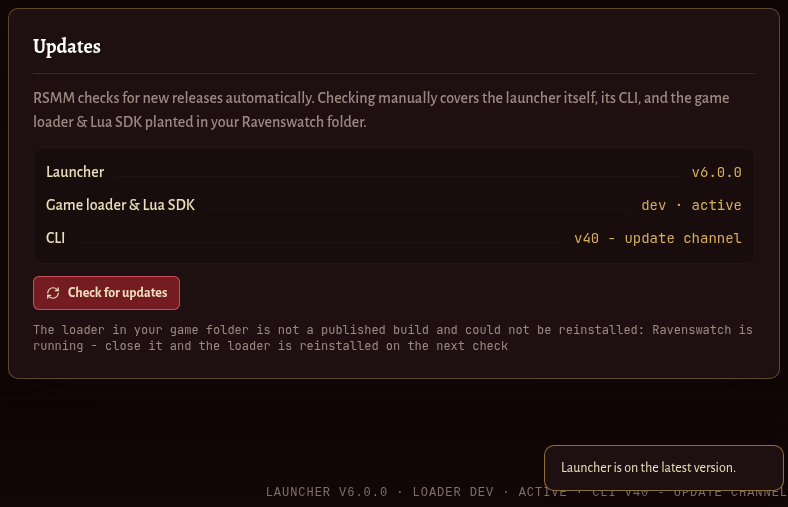 Updates
RSMM checks for new releases automatically. Checking manually covers the launcher itself, its CLI, and the game
loader & Lua SDK planted in your Ravenswatch folder.
Launcher v6.0.0
Game loader & Lua SDK dev · active
CLI v40 - update channel
Check for updates
The loader in your game folder is not a published build and could not be reinstalled: Ravenswatch is
running - close it and the loader is reinstalled on the next check
Launcher is on the latest version.
LAUNCHER V6.0.0 · LOADER DEV · ACTIVE · CLI V40 - UPDATE CHANNEL